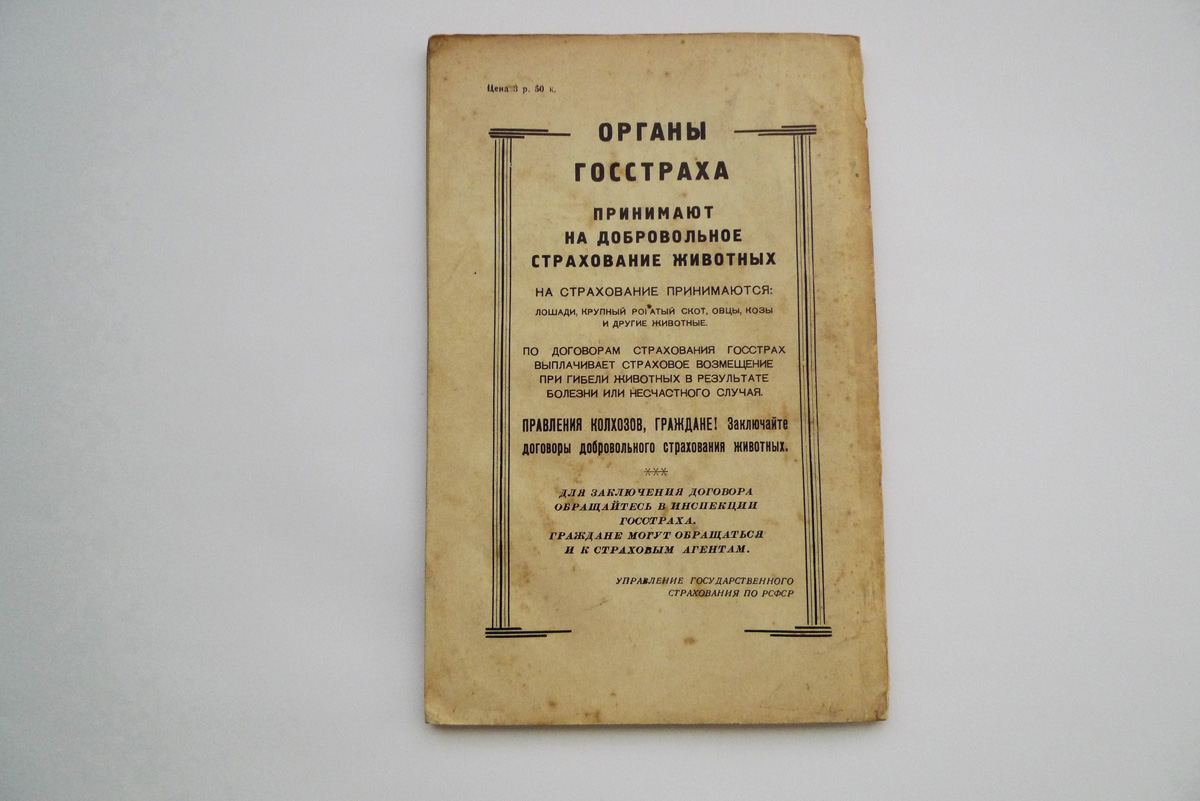 Цена 3 р. 50 к.
ОРГАНЫ
ГОССТРАХА
ПРИНИМАЮТ
НА ДОБРОВОЛЬНОЕ
СТРАХОВАНИЕ ЖИВОТНЫХ
НА СТРАХОВАНИЕ ПРИНИМАЮТСЯ:
ЛОШАДИ, КРУПНЫЙ РОГАТЫЙ СКОТ, ОВЦЫ, КОЗЫ
И ДРУГИЕ ЖИВОТНЫЕ.
ПО ДОГОВОРАМ СТРАХОВАНИЯ ГОССТРАХ
ВЫПЛАЧИВАЕТ СТРАХОВОЕ ВОЗМЕЩЕНИЕ
ПРИ ГИБЕЛИ ЖИВОТНЫХ В РЕЗУЛЬТАТЕ
БОЛЕЗНИ ИЛИ НЕСЧАСТНОГО СЛУЧАЯ.
ПРАВЛЕНИЯ КОЛХОЗОВ, ГРАЖДАНЕ! Заключайте
договоры добровольного страхования животных.
***
ДЛЯ ЗАКЛЮЧЕНИЯ ДОГОВОРА
ОБРАЩАЙТЕСЬ В ИНСПЕКЦИИ
ГОССТРАХА.
ГРАЖДАНЕ МОГУТ ОБРАЩАТЬСЯ
И К СТРАХОВЫМ АГЕНТАМ.
УПРАВЛЕНИЕ ГОСУДАРСТВЕННОГО
СТРАХОВАНИЯ ПО РСФСР